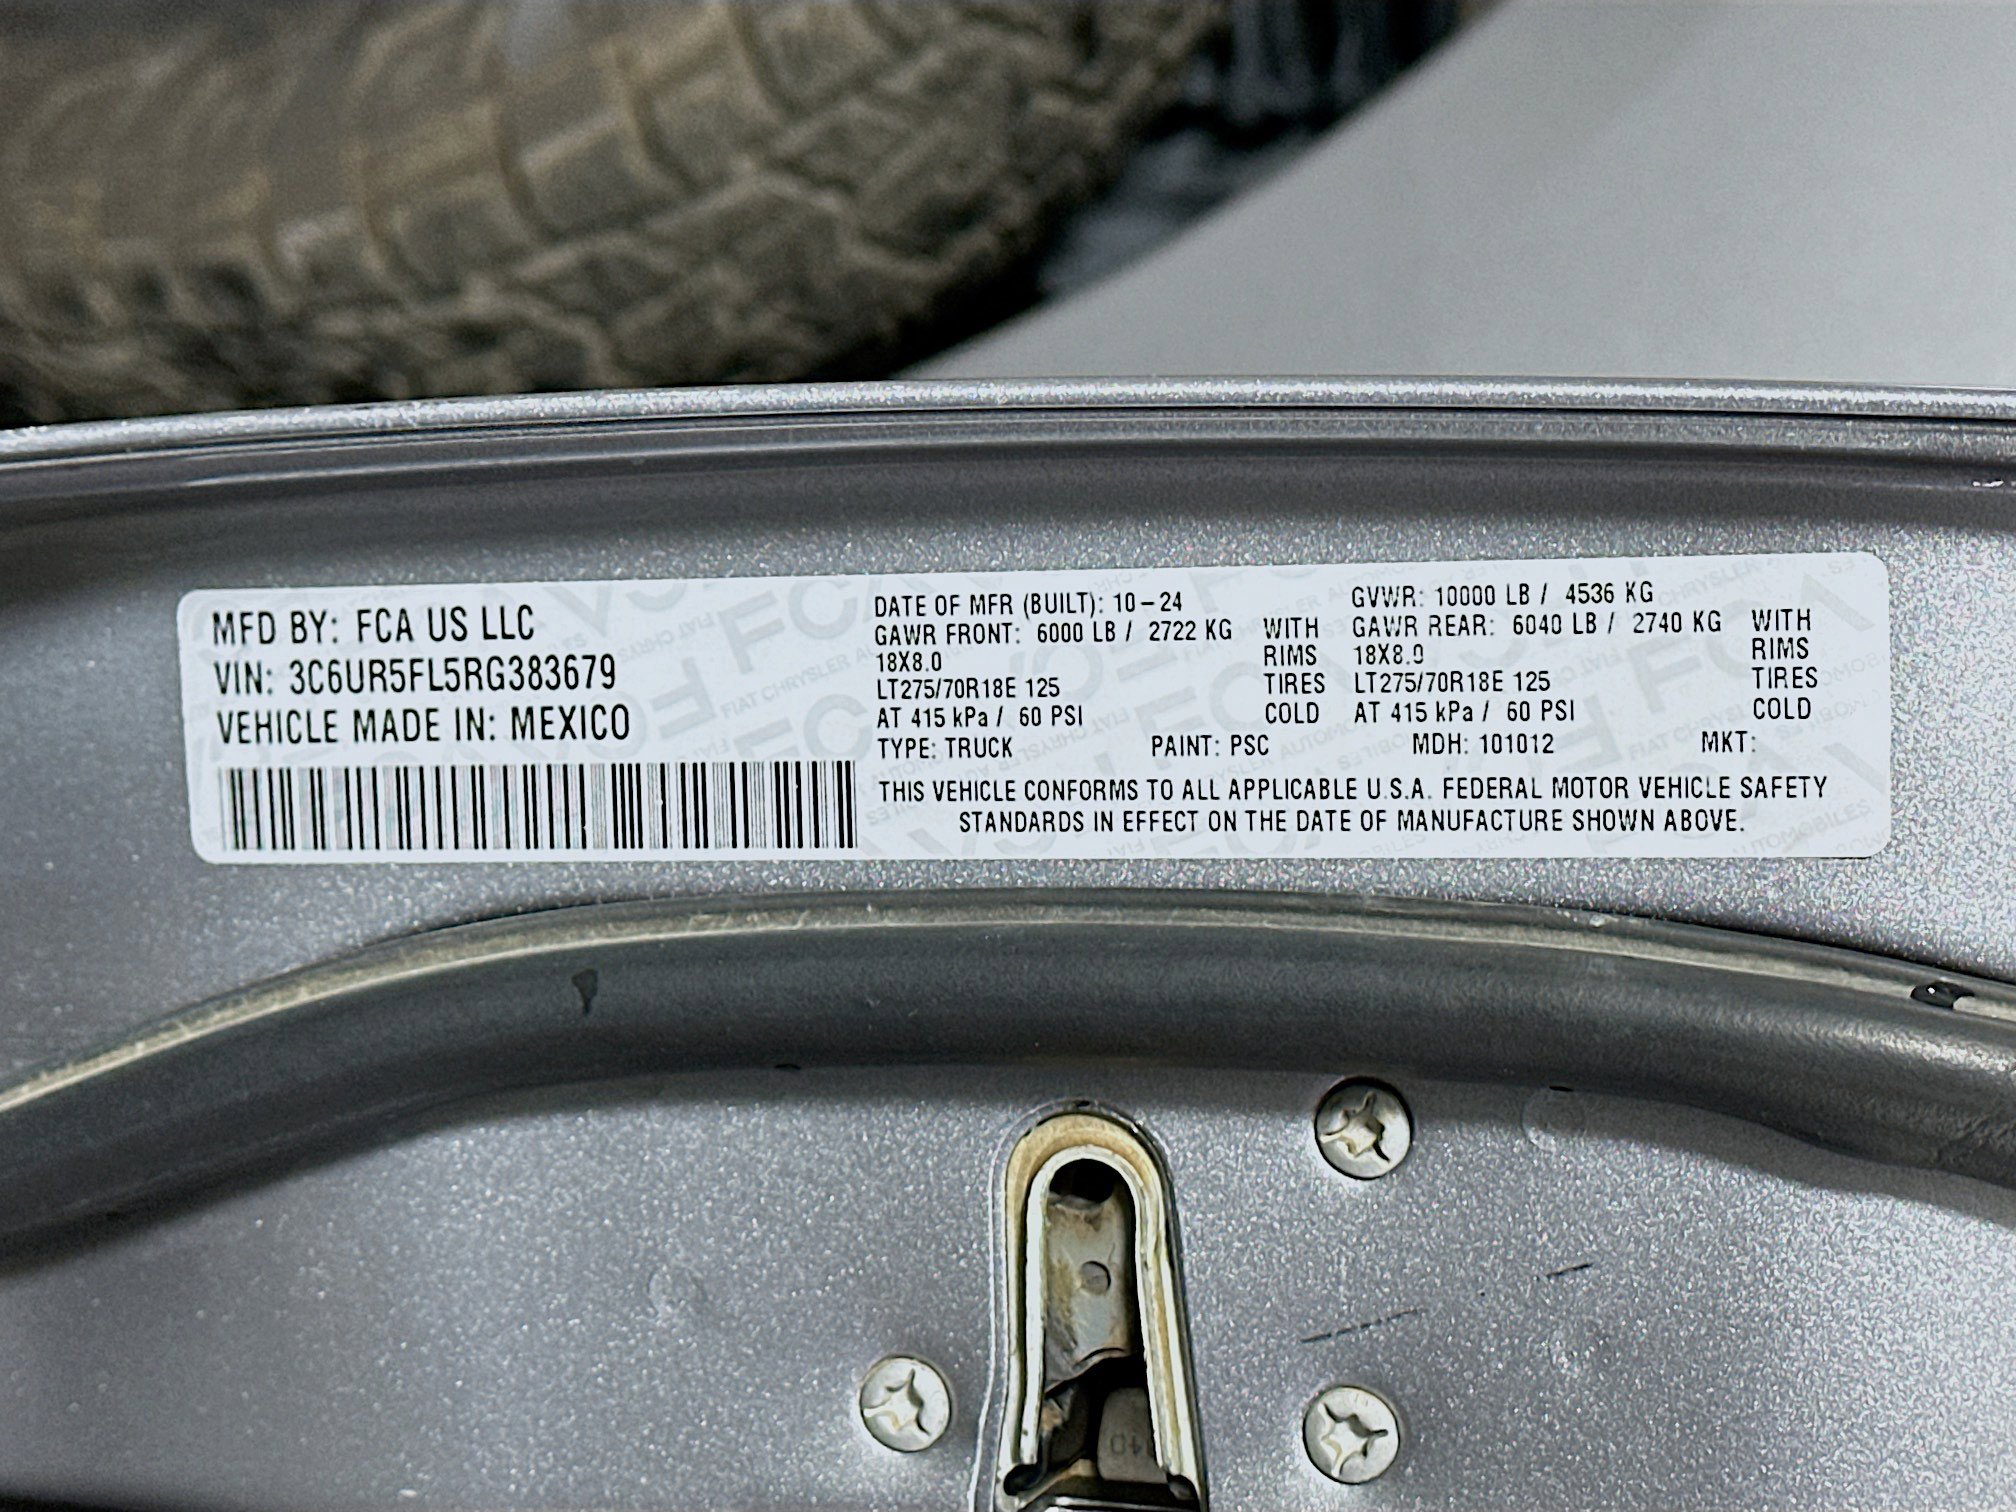 MFD BY: FCA US LLC
VIN: 3C6UR5FL5RG383679
VEHICLE MADE IN: MEXICO
DATE OF MFR (BUILT): 10-24 GVWR: 10000 LB / 4536 KG
GAWR FRONT: 6000 LB / 2722 KG WITH GAWR REAR: 6040 LB / 2740 KG WITH
18X8.0 RIMS 18X8.0 RIMS
LT275/70R18E 125 TIRES LT275/70R18E 125 TIRES
AT 415 kPa / 60 PSI COLD AT 415 kPa / 60 PSI COLD
TYPE: TRUCK PAINT: PSC MDH: 101012 MKT:
THIS VEHICLE CONFORMS TO ALL APPLICABLE U.S.A. FEDERAL MOTOR VEHICLE SAFETY
STANDARDS IN EFFECT ON THE DATE OF MANUFACTURE SHOWN ABOVE.